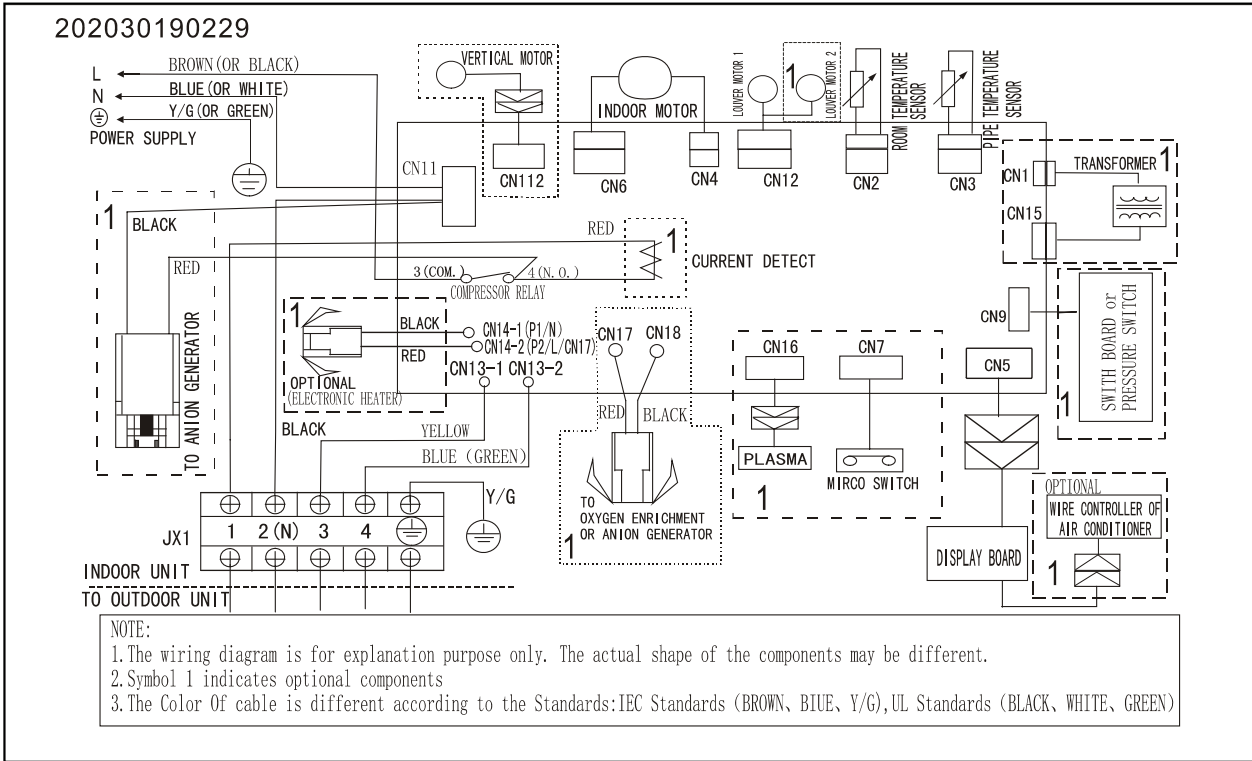 202030190229
L
BROWN(OR BLACK)
N
BLUE(OR WHITE)
Y/G(OR GREEN)
POWER SUPPLY
VERTICAL MOTOR
CN112
INDOOR MOTOR
CN6
CN4
LOUVER MOTOR 1
1
LOUVER MOTOR 2
CN12
ROOM TEMPERATURE
SENSOR
CN2
PIPE TEMPERATURE
SENSOR
CN3
CN11
TRANSFORMER
1
CN1
CN15
1
BLACK
RED
TO ANION GENERATOR
RED
1
CURRENT DETECT
3(COM.)
4(N.O.)
COMPRESSOR RELAY
1
BLACK
RED
CN14-1(P1/N)
CN14-2(P2/L/CN17)
OPTIONAL
(ELECTRONIC HEATER)
CN13-1
CN13-2
BLACK
YELLOW
BLUE (GREEN)
Y/G
CN17
CN18
RED
BLACK
TO
OXYGEN ENRICHMENT
OR ANION GENERATOR
1
CN16
CN7
PLASMA
MIRCO SWITCH
1
CN9
SWITH BOARD or
PRESSURE SWITCH
1
CN5
DISPLAY BOARD
OPTIONAL
WIRE CONTROLLER OF
AIR CONDITIONER
1
JX1
1
2(N)
3
4
INDOOR UNIT
TO OUTDOOR UNIT
NOTE:
1.The wiring diagram is for explanation purpose only. The actual shape of the components may be different.
2.Symbol 1 indicates optional components
3.The Color Of cable is different according to the Standards:IEC Standards (BROWN、BIUE、Y/G),UL Standards (BLACK、WHITE、GREEN)